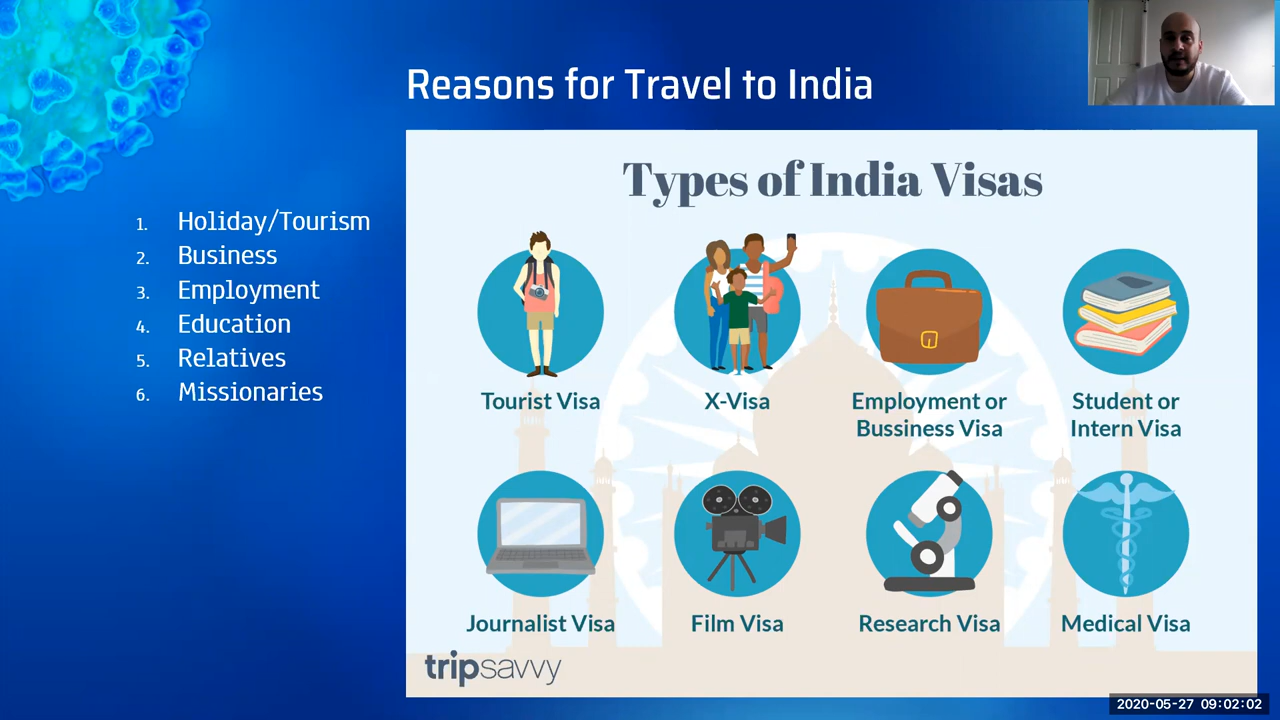 Reasons for Travel to India
1. Holiday/Tourism
2. Business
3. Employment
4. Education
5. Relatives
6. Missionaries
Types of India Visas
Tourist Visa
X-Visa
Employment or
Bussiness Visa
Student or
Intern Visa
Journalist Visa
Film Visa
Research Visa
Medical Visa
tripsavvy
2020-05-27 09:02:02